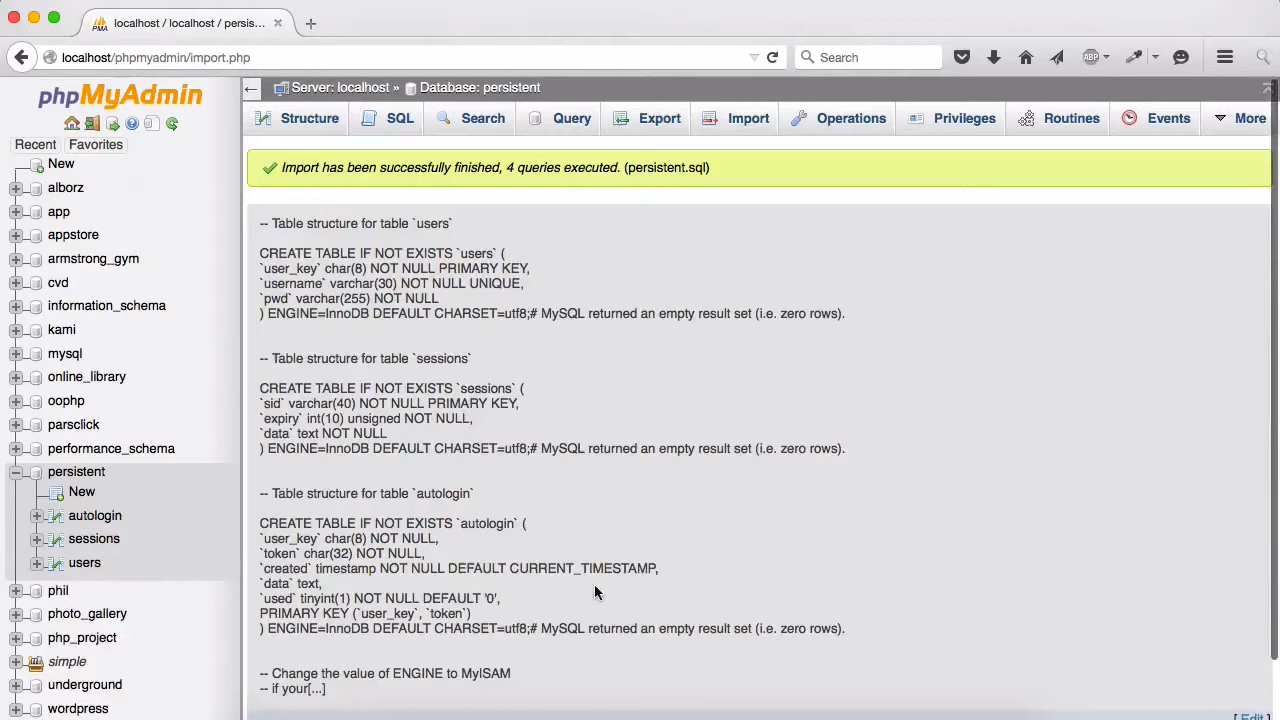 localhost / localhost / persis...
localhost/phpmyadmin/import.php
Search
ABP
phpMyAdmin
Recent
Favorites
New
alborz
app
appstore
armstrong_gym
cvd
information_schema
kami
mysql
online_library
oophp
parsclick
performance_schema
persistent
New
autologin
sessions
users
phil
photo_gallery
php_project
simple
underground
wordpress
Server: localhost » Database: persistent
Structure
SQL
Search
Query
Export
Import
Operations
Privileges
Routines
Events
More
Import has been successfully finished, 4 queries executed. (persistent.sql)
-- Table structure for table `users`
CREATE TABLE IF NOT EXISTS `users` (
`user_key` char(8) NOT NULL PRIMARY KEY,
`username` varchar(30) NOT NULL UNIQUE,
`pwd` varchar(255) NOT NULL
) ENGINE=InnoDB DEFAULT CHARSET=utf8;# MySQL returned an empty result set (i.e. zero rows).
-- Table structure for table `sessions`
CREATE TABLE IF NOT EXISTS `sessions` (
`sid` varchar(40) NOT NULL PRIMARY KEY,
`expiry` int(10) unsigned NOT NULL,
`data` text NOT NULL
) ENGINE=InnoDB DEFAULT CHARSET=utf8;# MySQL returned an empty result set (i.e. zero rows).
-- Table structure for table `autologin`
CREATE TABLE IF NOT EXISTS `autologin` (
`user_key` char(8) NOT NULL,
`token` char(32) NOT NULL,
`created` timestamp NOT NULL DEFAULT CURRENT_TIMESTAMP,
`data` text,
`used` tinyint(1) NOT NULL DEFAULT '0',
PRIMARY KEY (`user_key`, `token`)
) ENGINE=InnoDB DEFAULT CHARSET=utf8;# MySQL returned an empty result set (i.e. zero rows).
-- Change the value of ENGINE to MyISAM
-- if your[...]
[ Edit ]